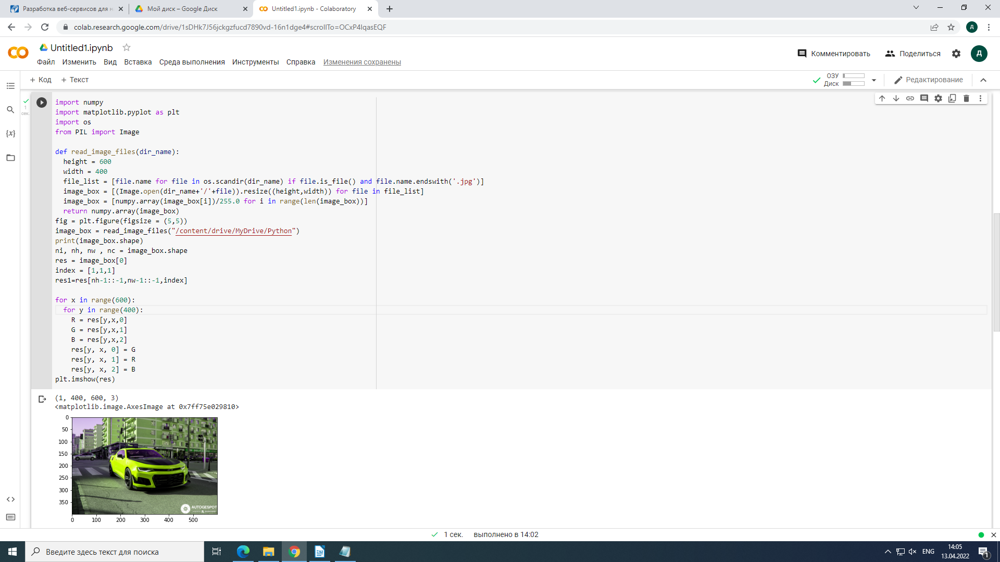 Разработка веб-сервисов для н
Мой диск – Google Диск
Untitled1.ipynb - Colaboratory
colab.research.google.com/drive/1sDHk7J56jckgzfucd7890vd-16n1dge4#scrollTo=OCxP4lqasEQF
Д
Untitled1.ipynb
Комментировать
Поделиться
Д
Файл Изменить Вид Вставка Среда выполнения Инструменты Справка Изменения сохранены
+ Код + Текст
ОЗУ
Диск
Редактирование
1
сек.
{x}
import numpy
import matplotlib.pyplot as plt
import os
from PIL import Image
def read_image_files(dir_name):
height = 600
width = 400
file_list = [file.name for file in os.scandir(dir_name) if file.is_file() and file.name.endswith('.jpg')]
image_box = [(Image.open(dir_name+'/'+file)).resize((height,width)) for file in file_list]
image_box = [numpy.array(image_box[i])/255.0 for i in range(len(image_box))]
return numpy.array(image_box)
fig = plt.figure(figsize = (5,5))
image_box = read_image_files("/content/drive/MyDrive/Python")
print(image_box.shape)
ni, nh, nw , nc = image_box.shape
res = image_box[0]
index = [1,1,1]
res1=res[nh-1::-1,nw-1::-1,index]
for x in range(600):
for y in range(400):
R = res[y,x,0]
G = res[y,x,1]
B = res[y,x,2]
res[y, x, 0] = G
res[y, x, 1] = R
res[y, x, 2] = B
plt.imshow(res)
(1, 400, 600, 3)
<matplotlib.image.AxesImage at 0x7ff75e029810>
0
50
100
150
200
250
300
350
AUTOGESPOT
0 100 200 300 400 500
1 сек. выполнено в 14:02
Введите здесь текст для поиска
ENG
14:05
13.04.2022
1